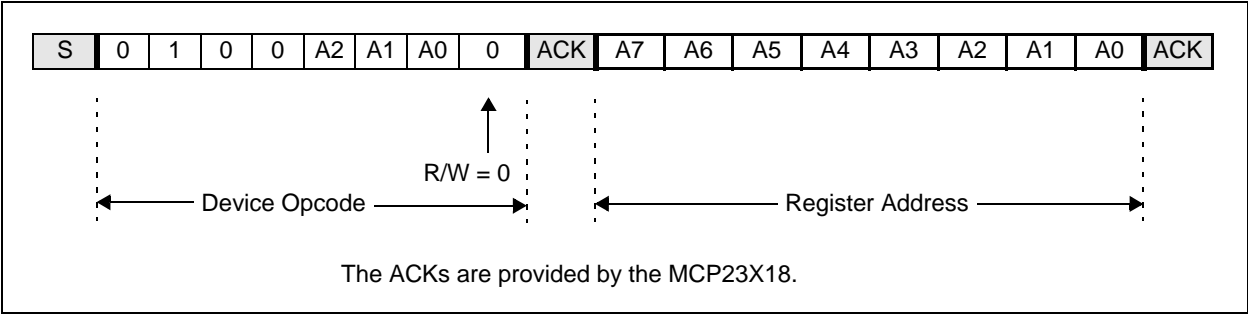 S 0 1 0 0 A2 A1 A0 0 ACK A7 A6 A5 A4 A3 A2 A1 A0 ACK
R/W = 0
Device Opcode Register Address
The ACKs are provided by the MCP23X18.